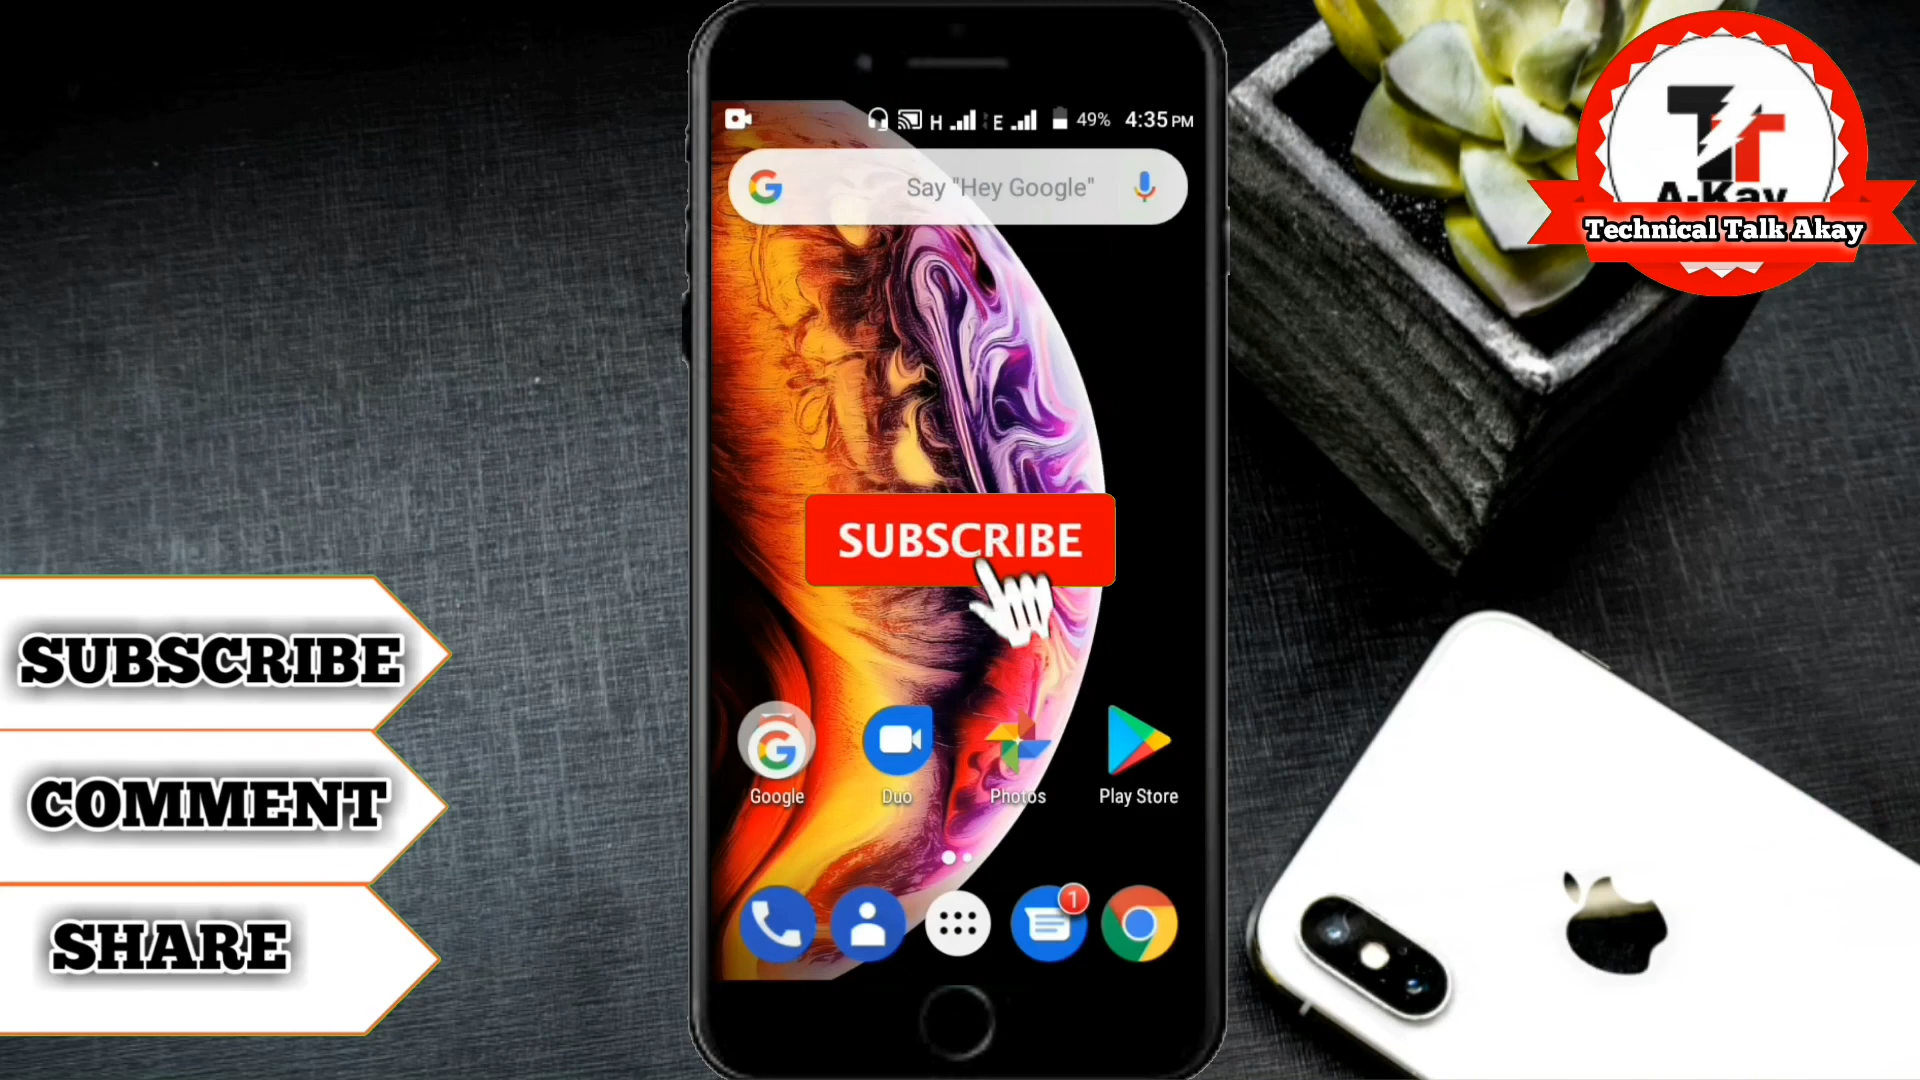 H E 49% 4:35 PM
Say "Hey Google"
A-Kay
Technical Talk Akay
SUBSCRIBE
SUBSCRIBE
COMMENT
SHARE
Google Duo Photos Play Store
1